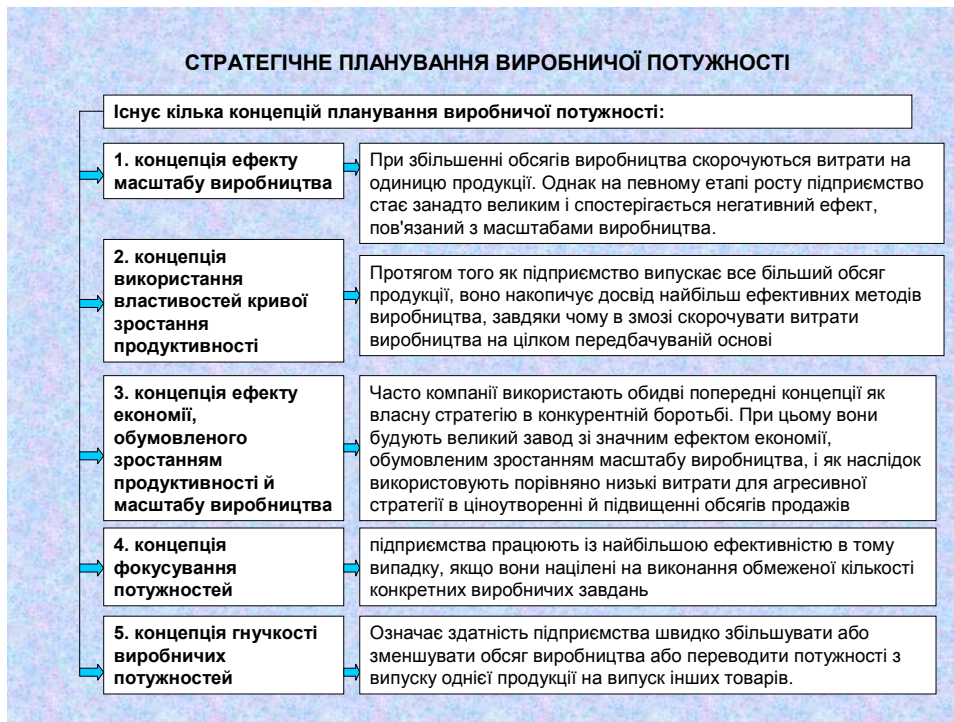 СТРАТЕГІЧНЕ ПЛАНУВАННЯ ВИРОБНИЧОЇ ПОТУЖНОСТІ
Існує кілька концепцій планування виробничої потужності:
1. концепція ефекту
масштабу виробництва
При збільшенні обсягів виробництва скорочуються витрати на
одиницю продукції. Однак на певному етапі росту підприємство
стає занадто великим і спостерігається негативний ефект,
пов'язаний з масштабами виробництва.
2. концепція
використання
властивостей кривої
зростання
продуктивності
Протягом того як підприємство випускає все більший обсяг
продукції, воно накопичує досвід найбільш ефективних методів
виробництва, завдяки чому в змозі скорочувати витрати
виробництва на цілком передбачуваній основі
3. концепція ефекту
економії,
обумовленого
зростанням
продуктивності й
масштабу виробництва
Часто компанії використають обидві попередні концепції як
власну стратегію в конкурентній боротьбі. При цьому вони
будують великий завод зі значним ефектом економії,
обумовленим зростанням масштабу виробництва, і як наслідок
використовують порівняно низькі витрати для агресивної
стратегії в ціноутворенні й підвищенні обсягів продажів
4. концепція
фокусування
потужностей
підприємства працюють із найбільшою ефективністю в тому
випадку, якщо вони націлені на виконання обмеженої кількості
конкретних виробничих завдань
5. концепція гнучкості
виробничих
потужностей
Означає здатність підприємства швидко збільшувати або
зменшувати обсяг виробництва або переводити потужності з
випуску однієї продукції на випуск інших товарів.